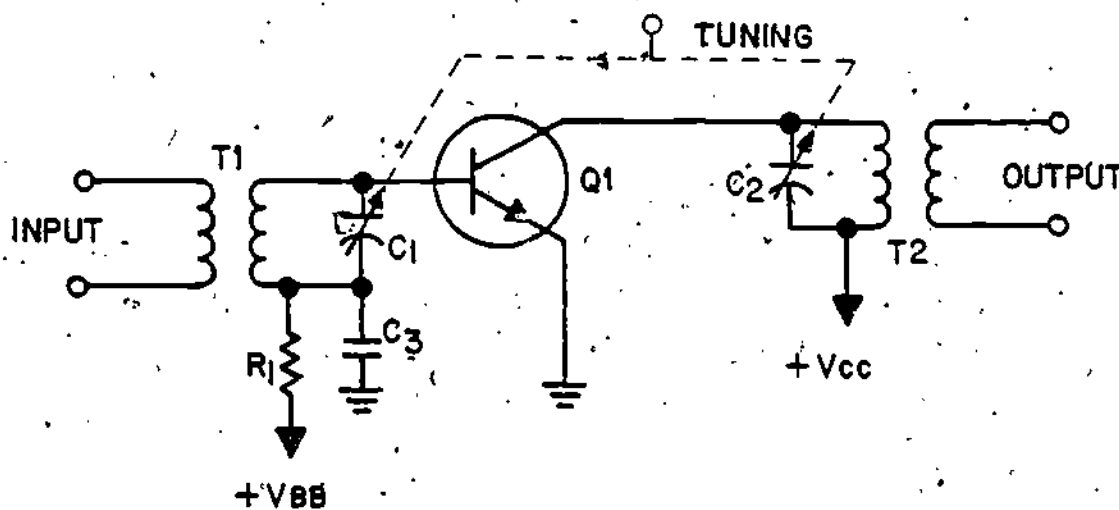 TUNING
T1
Q1
C2
OUTPUT
INPUT
C1
T2
C3
R1
+Vcc
+VBB